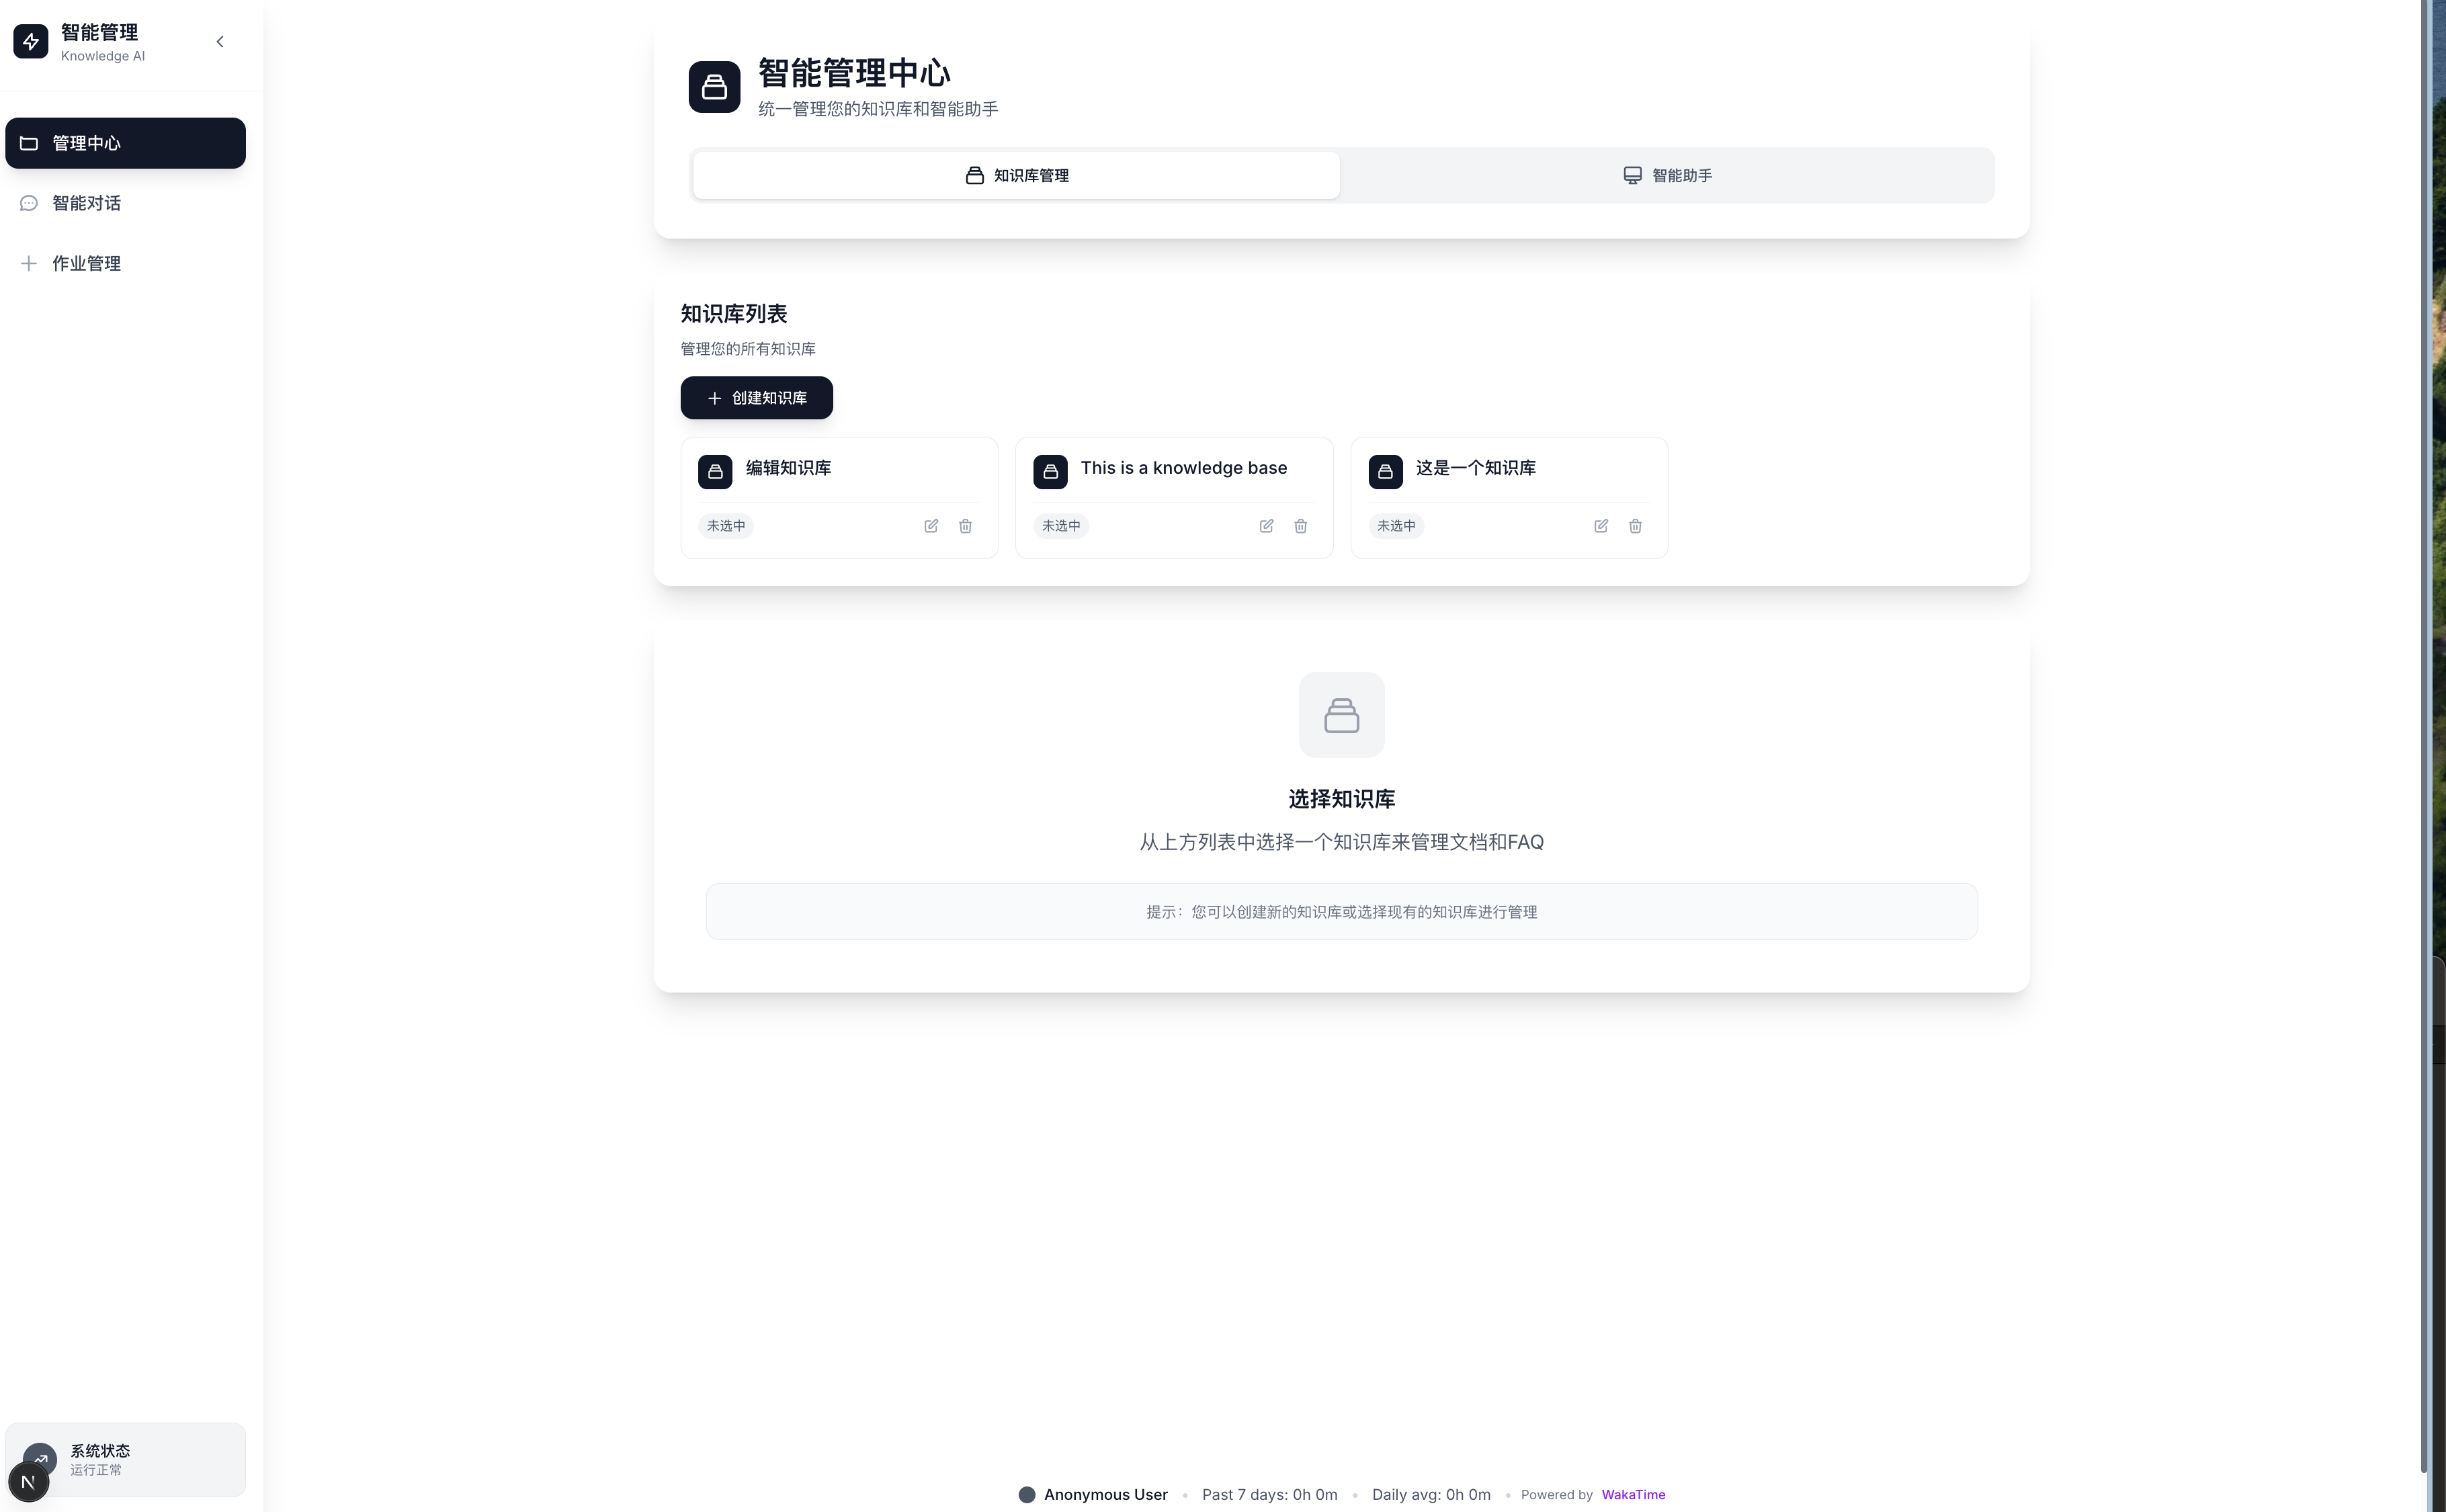 智能管理
Knowledge AI
管理中心
智能对话
作业管理
智能管理中心
统一管理您的知识库和智能助手
知识库管理
智能助手
知识库列表
管理您的所有知识库
创建知识库
编辑知识库
未选中
This is a knowledge base
未选中
这是一个知识库
未选中
选择知识库
从上方列表中选择一个知识库来管理文档和FAQ
提示：您可以创建新的知识库或选择现有的知识库进行管理
系统状态
运行正常
N
Anonymous User • Past 7 days: 0h 0m • Daily avg: 0h 0m • Powered by WakaTime